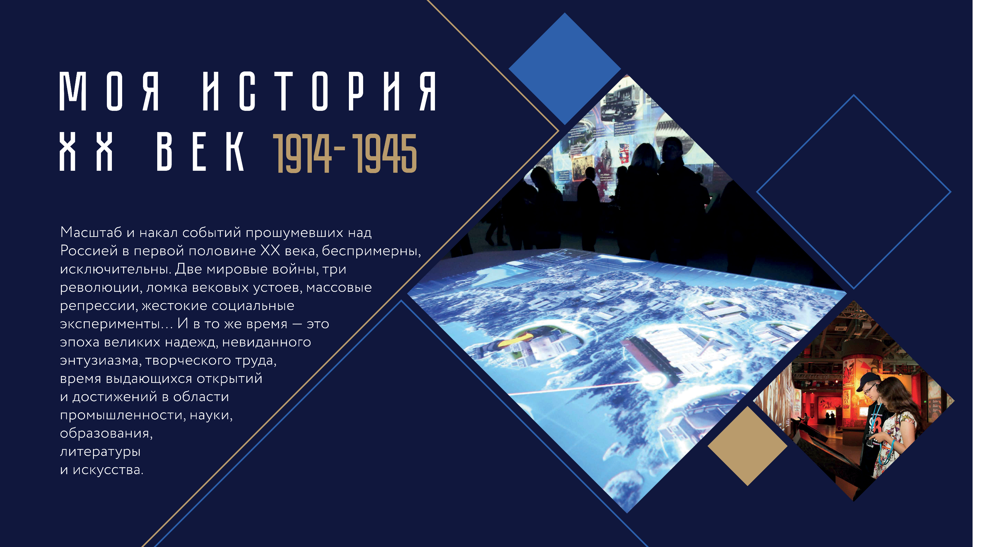 МОЯ ИСТОРИЯ
XX ВЕК 1914-1945
Масштаб и накал событий прошумевших над
Россией в первой половине XX века, беспримерны,
исключительны. Две мировые войны, три
революции, ломка вековых устоев, массовые
репрессии, жестокие социальные
эксперименты... И в то же время — это
эпоха великих надежд, невиданного
энтузиазма, творческого труда,
время выдающихся открытий
и достижений в области
промышленности, науки,
образования,
литературы
и искусства.